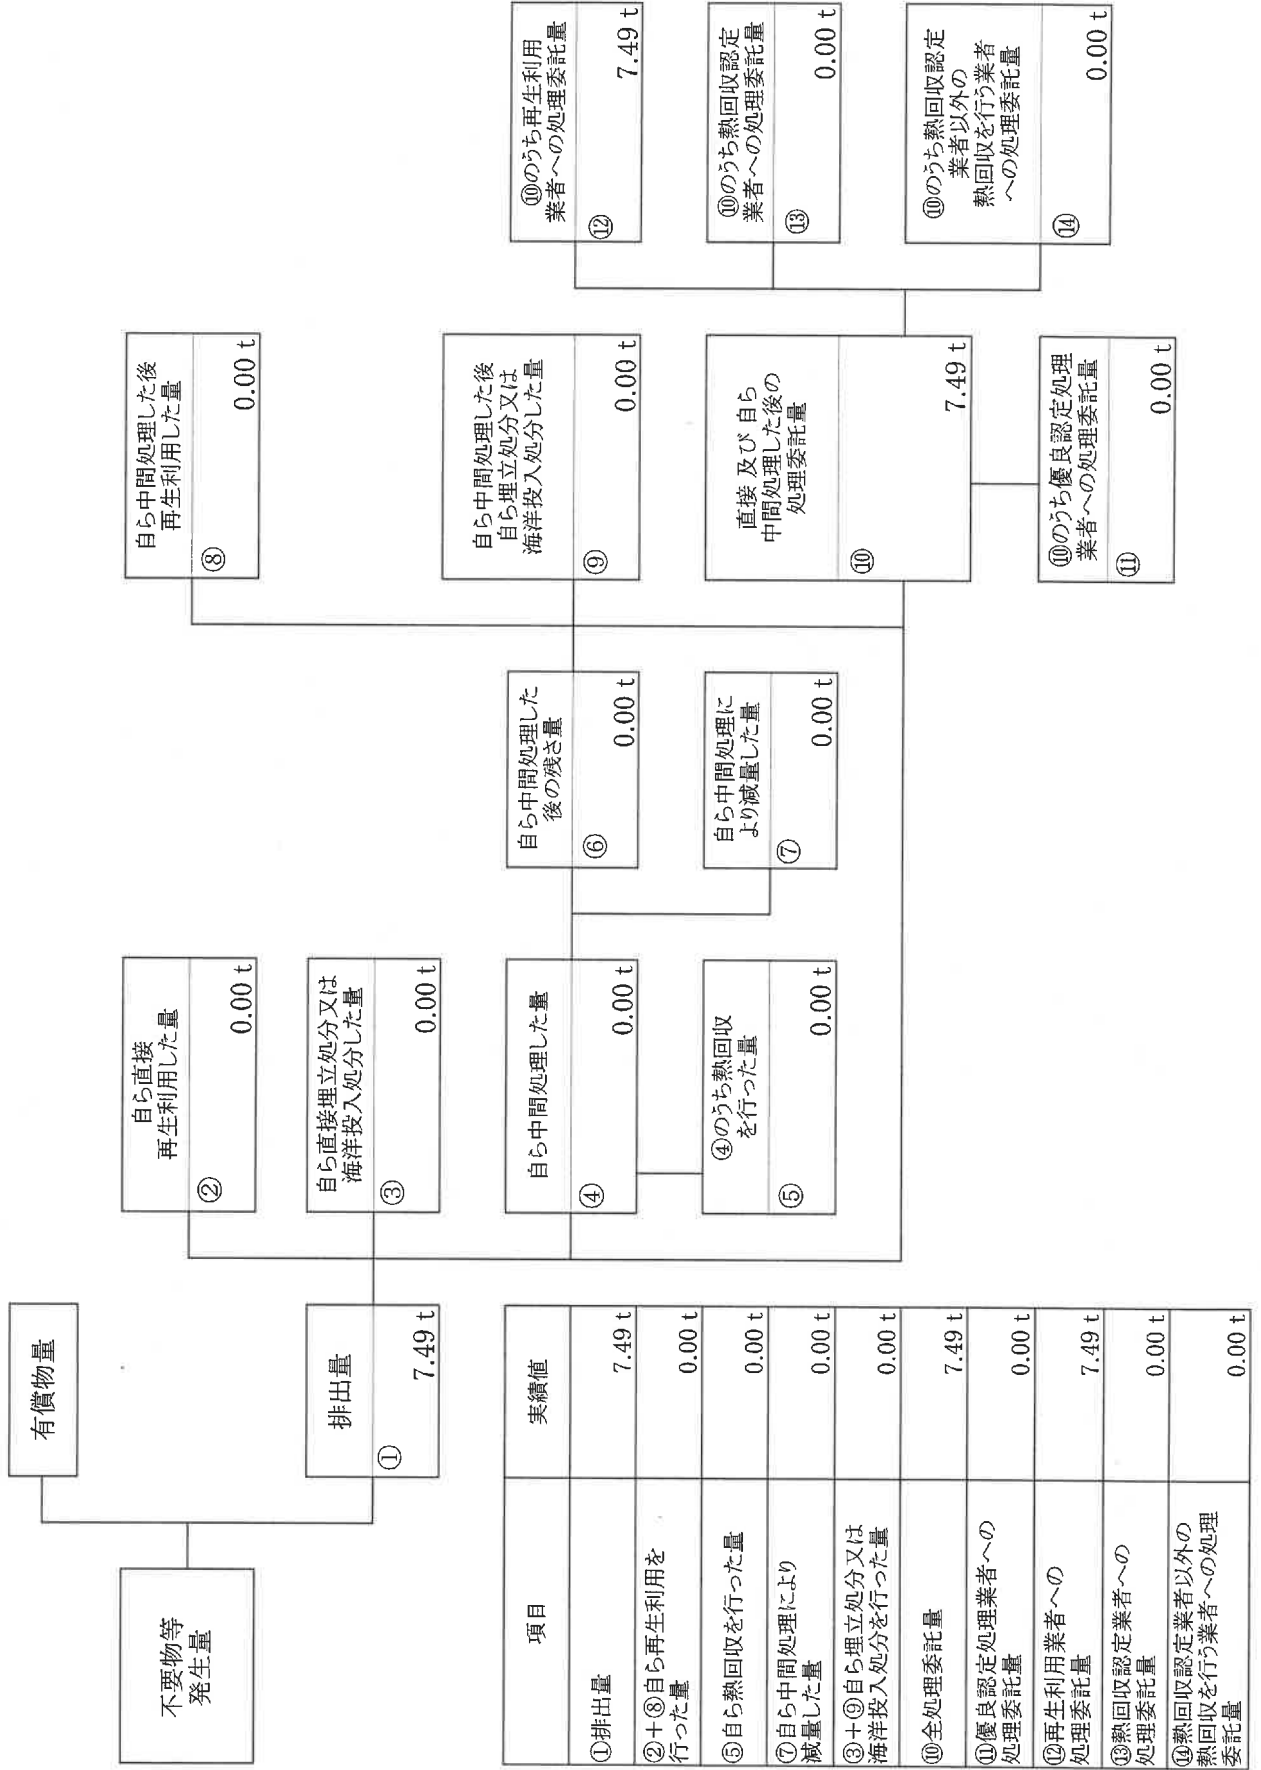 有償物量
不要物等
発生量
排出量
①
7.49 t
自ら直接
再生利用した量
②
0.00 t
自ら直接埋立処分又は
海洋投入処分した量
③
0.00 t
自ら中間処理した量
④
0.00 t
④のうち熱回収
を行った量
⑤
0.00 t
自ら中間処理した
後の残さ量
⑥
0.00 t
自ら中間処理に
より減量した量
⑦
0.00 t
自ら中間処理した後
再生利用した量
⑧
0.00 t
自ら中間処理した後
自ら埋立処分又は
海洋投入処分した量
⑨
0.00 t
直接 及び 自ら
中間処理した後の
処理委託量
⑩
7.49 t
⑩のうち優良認定処理
業者への処理委託量
⑪
0.00 t
⑩のうち再生利用
業者への処理委託量
⑫
7.49 t
⑩のうち熱回収認定
業者への処理委託量
⑬
0.00 t
⑩のうち熱回収認定
業者以外の
熱回収を行う業者
への処理委託量
⑭
0.00 t
項目
実績値
①排出量
7.49 t
②+⑧自ら再生利用を
行った量
0.00 t
⑤自ら熱回収を行った量
0.00 t
⑦自ら中間処理により
減量した量
0.00 t
③+⑨自ら埋立処分又は
海洋投入処分を行った量
0.00 t
⑩全処理委託量
7.49 t
⑪優良認定処理業者への
処理委託量
0.00 t
⑫再生利用業者への
処理委託量
7.49 t
⑬熱回収認定業者への
処理委託量
0.00 t
⑭熱回収認定業者以外の
熱回収を行う業者への処理
委託量
0.00 t